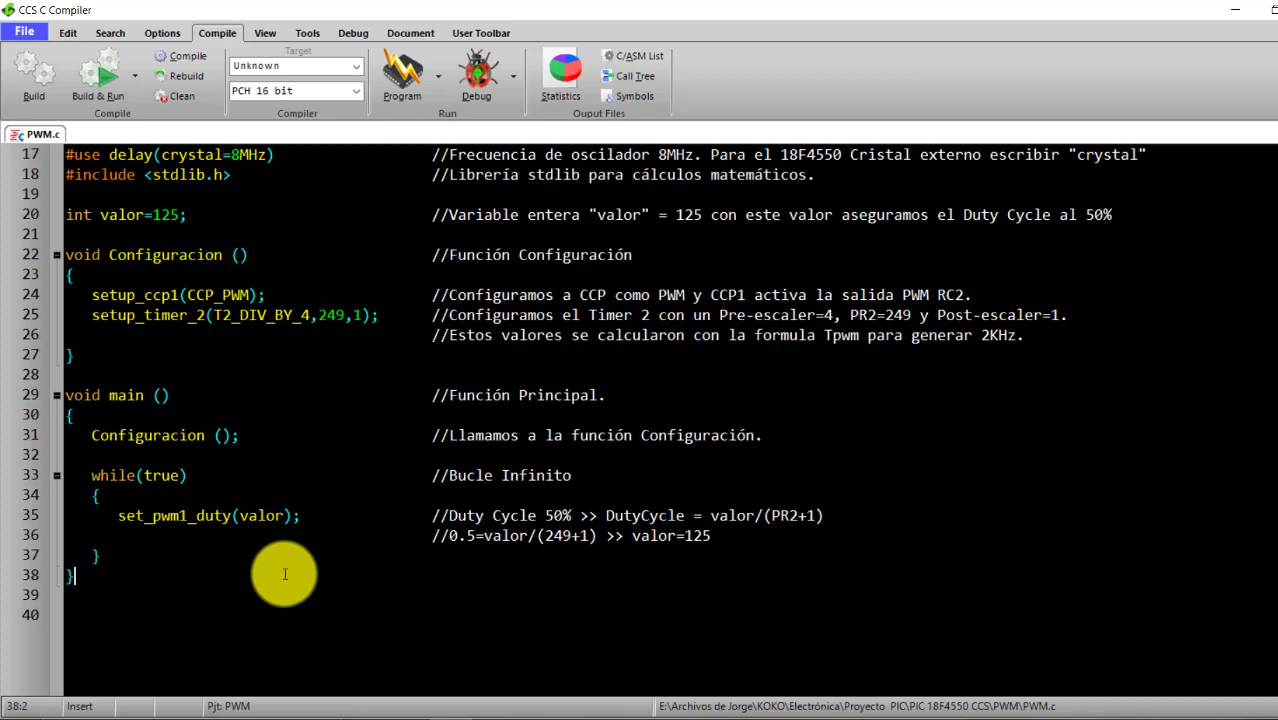 CCS C Compiler
File Edit Search Options Compile View Tools Debug Document User Toolbar
Build
Build & Run
Compile
Rebuild
Clean
Compile
Target
Unknown
PCH 16 bit
Compiler
Program
Debug
Run
Statistics
C/ASM List
Call Tree
Symbols
Ouput Files
PWM.c
17 #use delay(crystal=8MHz) //Frecuencia de oscilador 8MHz. Para el 18F4550 Cristal externo escribir "crystal"
18 #include <stdlib.h> //Librería stdlib para cálculos matemáticos.
19
20 int valor=125; //Variable entera "valor" = 125 con este valor aseguramos el Duty Cycle al 50%
21
22 void Configuracion () //Función Configuración
23 {
24 setup_ccp1(CCP_PWM); //Configuramos a CCP como PWM y CCP1 activa la salida PWM RC2.
25 setup_timer_2(T2_DIV_BY_4,249,1); //Configuramos el Timer 2 con un Pre-escaler=4, PR2=249 y Post-escaler=1.
26 //Estos valores se calcularon con la formula Tpwm para generar 2KHz.
27 }
28
29 void main () //Función Principal.
30 {
31 Configuracion (); //Llamamos a la función Configuración.
32
33 while(true) //Bucle Infinito
34 {
35 set_pwm1_duty(valor); //Duty Cycle 50% >> DutyCycle = valor/(PR2+1)
36 //0.5=valor/(249+1) >> valor=125
37 }
38 }
39
40
38:2 Insert Pjt: PWM E:\Archivos de Jorge\KOKO\Electrónica\Proyecto PIC\PIC 18F4550 CCS\PWM\PWM.c